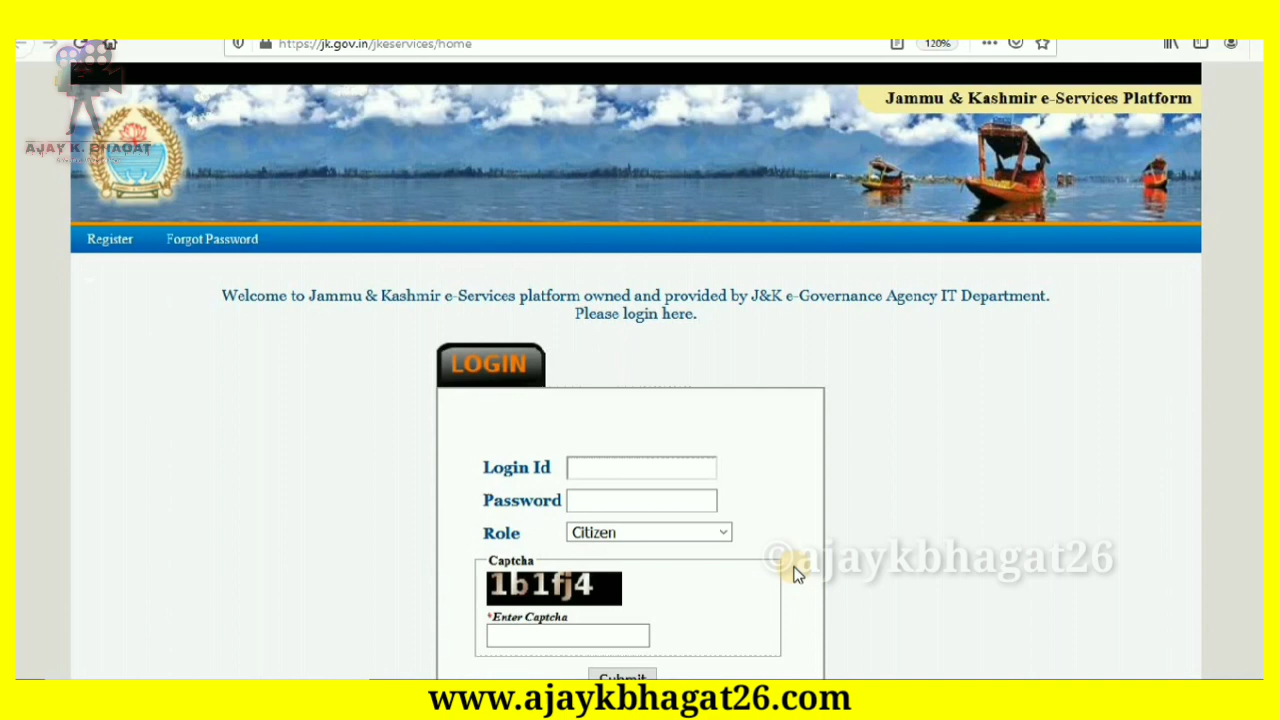 https://jk.gov.in/jkeservices/home
120%
Jammu & Kashmir e-Services Platform
AJAY K. BHAGAT
Register Forgot Password
Welcome to Jammu & Kashmir e-Services platform owned and provided by J&K e-Governance Agency IT Department.
Please login here.
LOGIN
Login Id
Password
Role Citizen
©ajaykbhagat26
Captcha
1b1fj4
*Enter Captcha
Submit
www.ajaykbhagat26.com